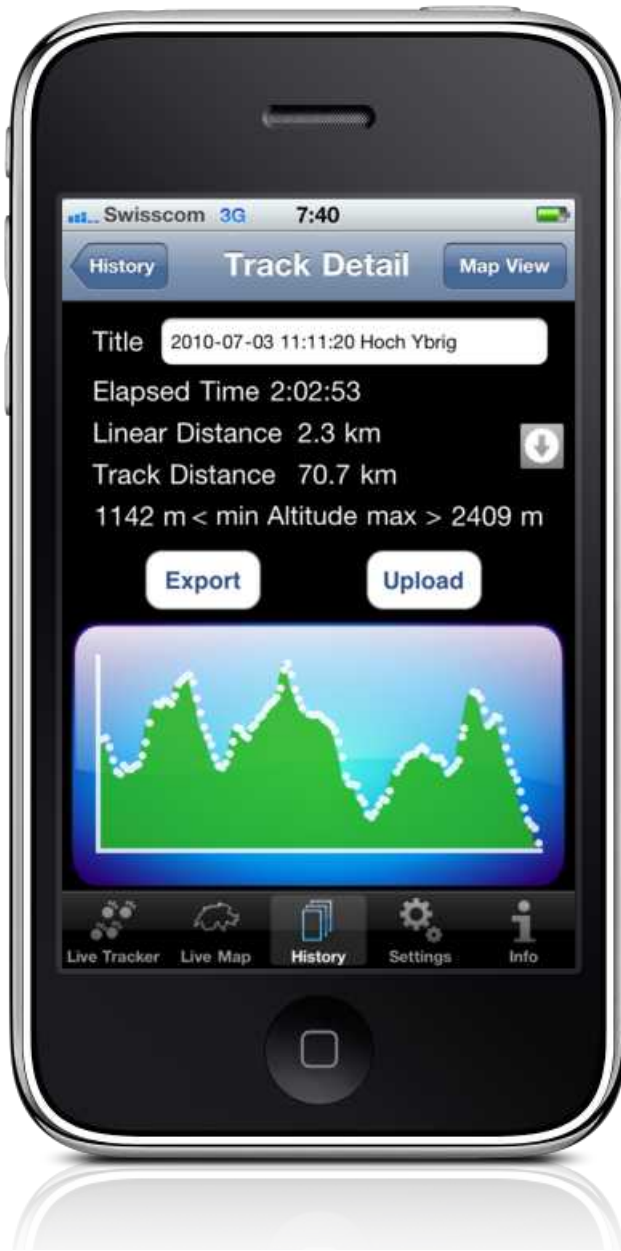 Swisscom 3G 7:40
History Track Detail Map View
Title 2010-07-03 11:11:20 Hoch Ybrig
Elapsed Time 2:02:53
Linear Distance 2.3 km
Track Distance 70.7 km
1142 m < min Altitude max > 2409 m
Export Upload
Live Tracker Live Map History Settings Info